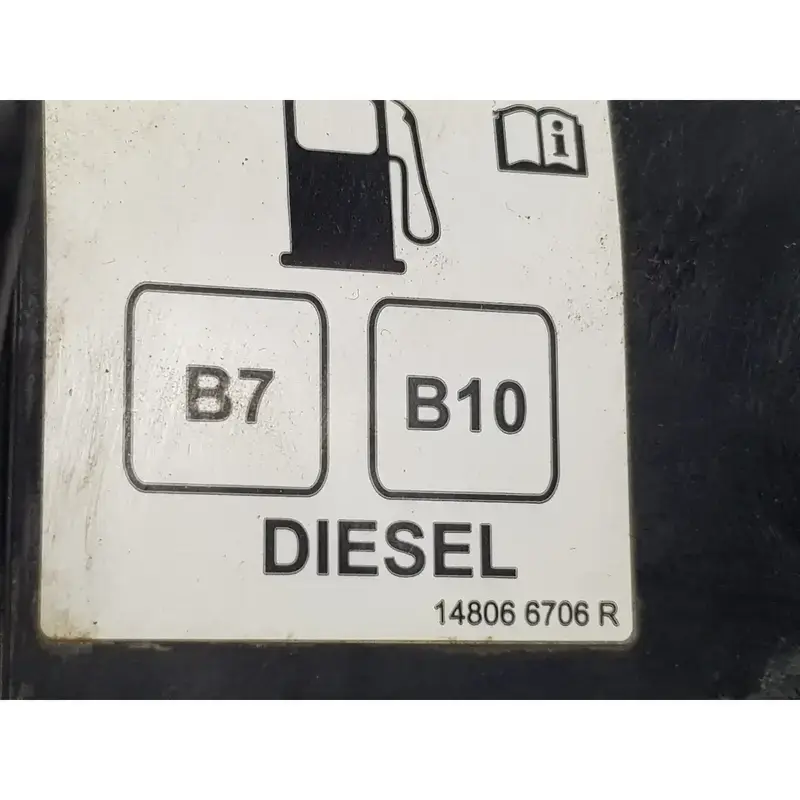 i
B7 B10
DIESEL
14806 6706 R